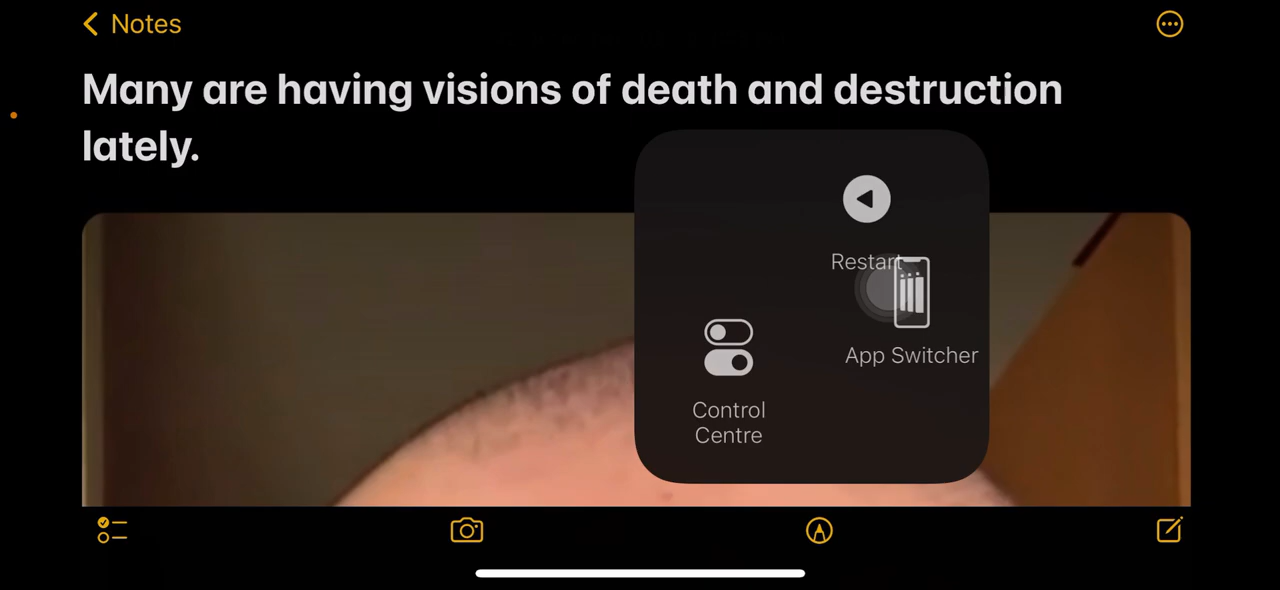 Notes
Many are having visions of death and destruction
lately.
Restart
App Switcher
Control
Centre